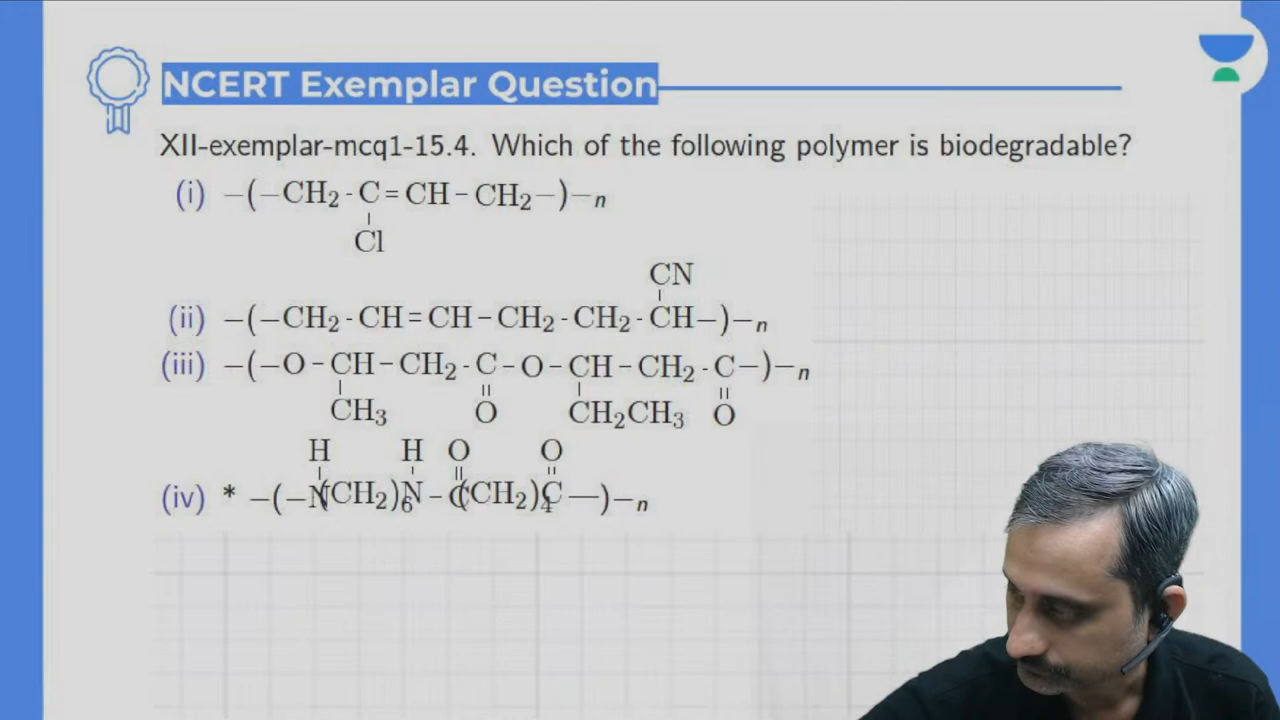 NCERT Exemplar Question
XII-exemplar-mcq1-15.4. Which of the following polymer is biodegradable?
(i) −(−CH₂-C=CH−CH₂−)−n
Cl
CN
(ii) −(−CH₂-CH=CH−CH₂-CH₂-CH−)−n
(iii) −(−O−CH−CH₂-C−O−CH−CH₂-C−)−n
CH₃ O CH₂CH₃ O
H H O O
(iv) * −(−N(CH₂)₆N−C(CH₂)₄C—)−n